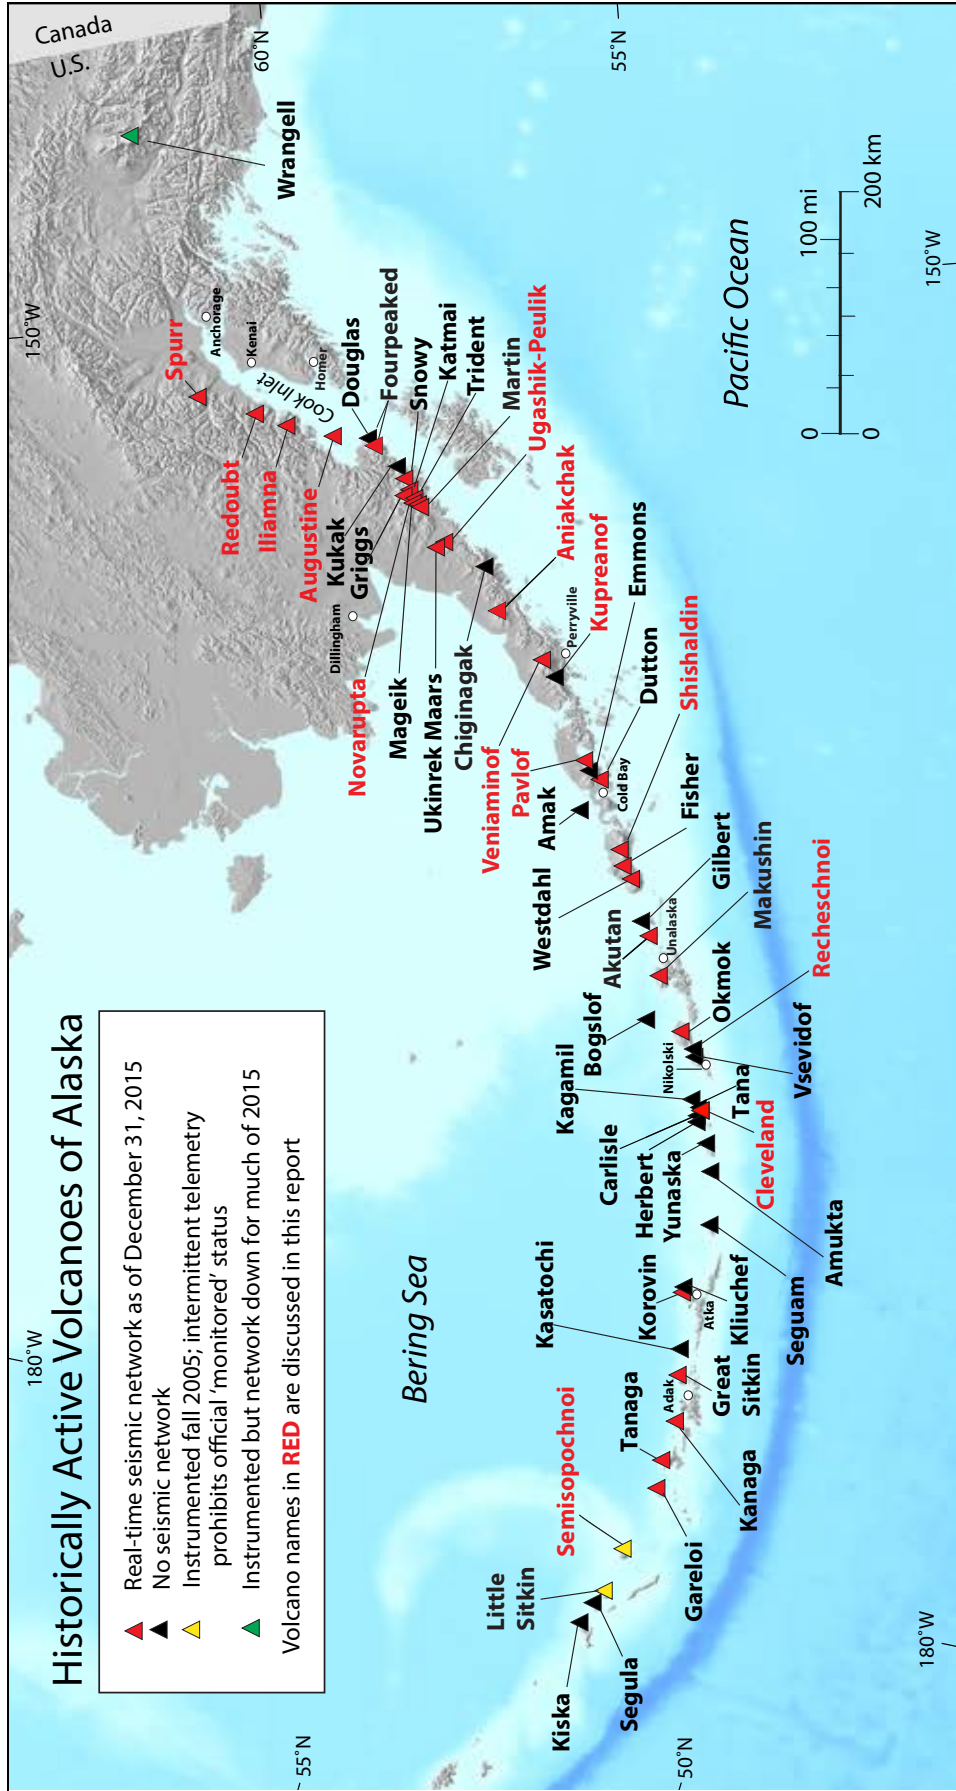 Historically Active Volcanoes of Alaska
Real-time seismic network as of December 31, 2015
No seismic network
Instrumented fall 2005; intermittent telemetry
prohibits official ‘monitored’ status
Instrumented but network down for much of 2015
Volcano names in RED are discussed in this report
180˚W
150˚W
Canada
U.S.
60˚N
55˚N
55˚N
50˚N
180˚W
150˚W
Bering Sea
Pacific Ocean
Cook Inlet
0
100 mi
0
200 km
Wrangell
Spurr
Anchorage
Kenai
Homer
Redoubt
Iliamna
Augustine
Douglas
Fourpeaked
Kukak
Griggs
Snowy
Katmai
Trident
Martin
Ugashik-Peulik
Dillingham
Novarupta
Mageik
Ukinrek Maars
Chiginagak
Aniakchak
Veniaminof
Kupreanof
Perryville
Pavlof
Emmons
Dutton
Cold Bay
Amak
Shishaldin
Fisher
Westdahl
Gilbert
Akutan
Unalaska
Makushin
Bogslof
Okmok
Recheschnoi
Vsevidof
Nikolski
Kagamil
Tana
Carlisle
Cleveland
Herbert
Yunaska
Amukta
Seguam
Korovin
Kliuchef
Atka
Kasatochi
Great
Sitkin
Adak
Kanaga
Tanaga
Gareloi
Semisopochnoi
Little
Sitkin
Segula
Kiska